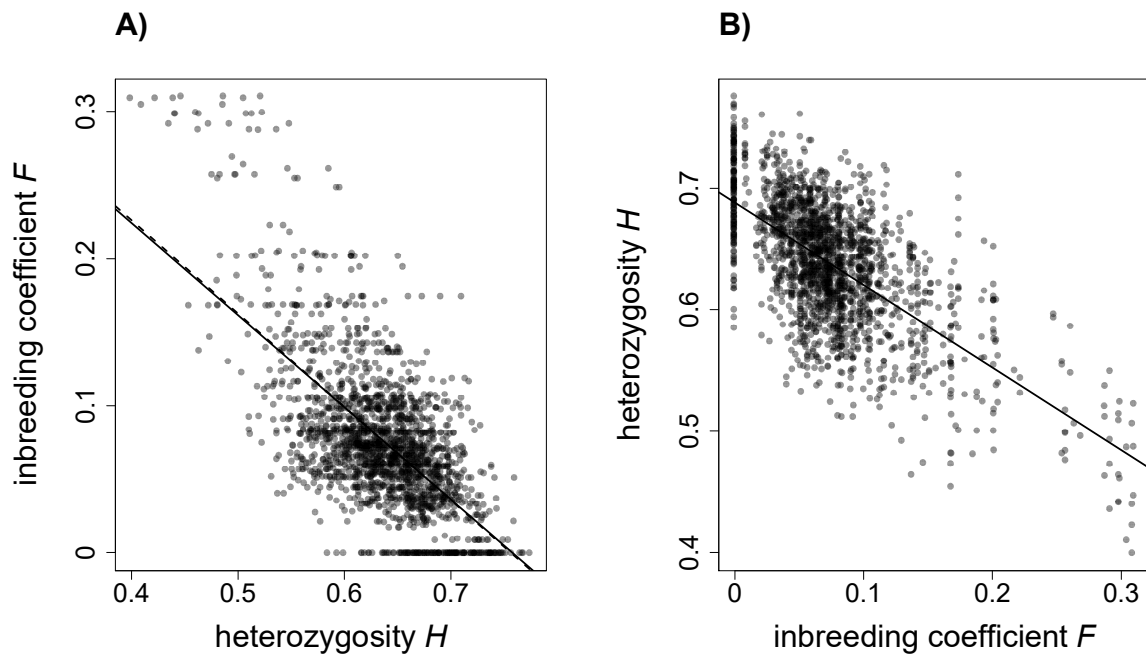 A)
inbreeding coefficient F
0.3
0.2
0.1
0
0.4 0.5 0.6 0.7
heterozygosity H
B)
heterozygosity H
0.7
0.6
0.5
0.4
0 0.1 0.2 0.3
inbreeding coefficient F